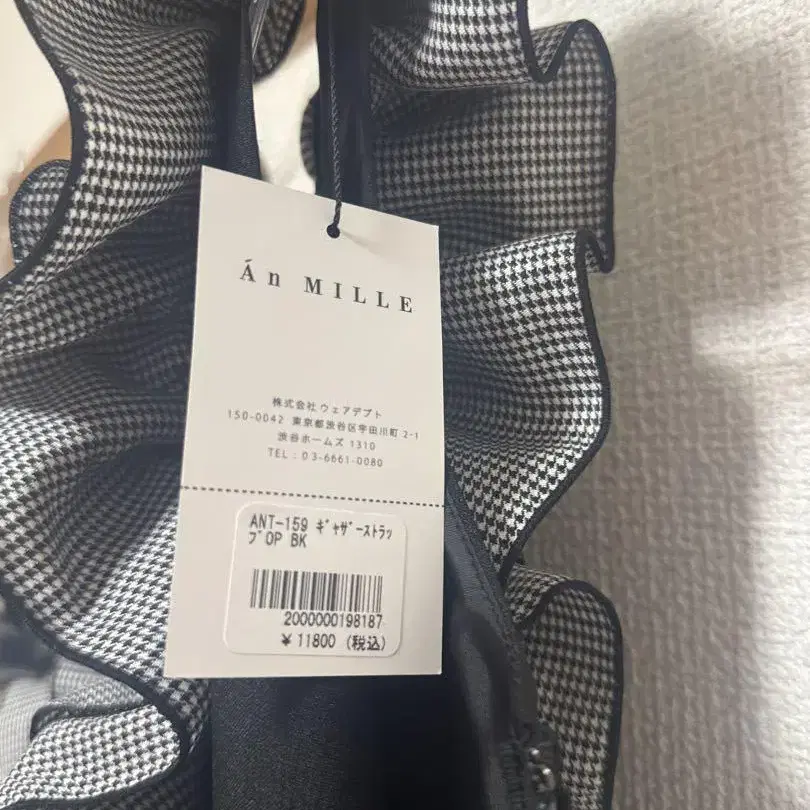 Án MILLE
株式会社ウェアデプト
150-0042 東京都渋谷区宇田川町 2-1
渋谷ホームズ 1310
TEL : 03-6661-0080
ANT-159 ｷﾞｬｻﾞｰｽﾄﾗｯ
ﾌﾟOP BK
2000000198187
¥ 11800 (税込)